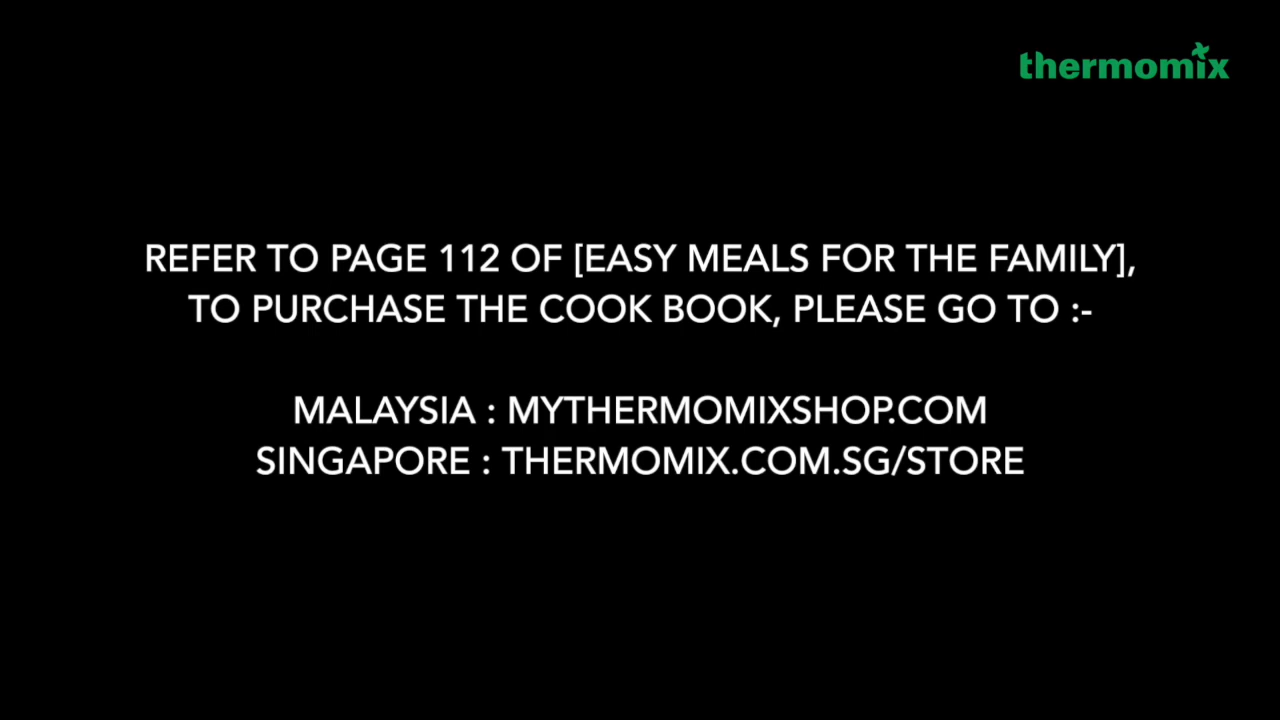 thermomix
REFER TO PAGE 112 OF [EASY MEALS FOR THE FAMILY],
TO PURCHASE THE COOK BOOK, PLEASE GO TO :-
MALAYSIA : MYTHERMOMIXSHOP.COM
SINGAPORE : THERMOMIX.COM.SG/STORE